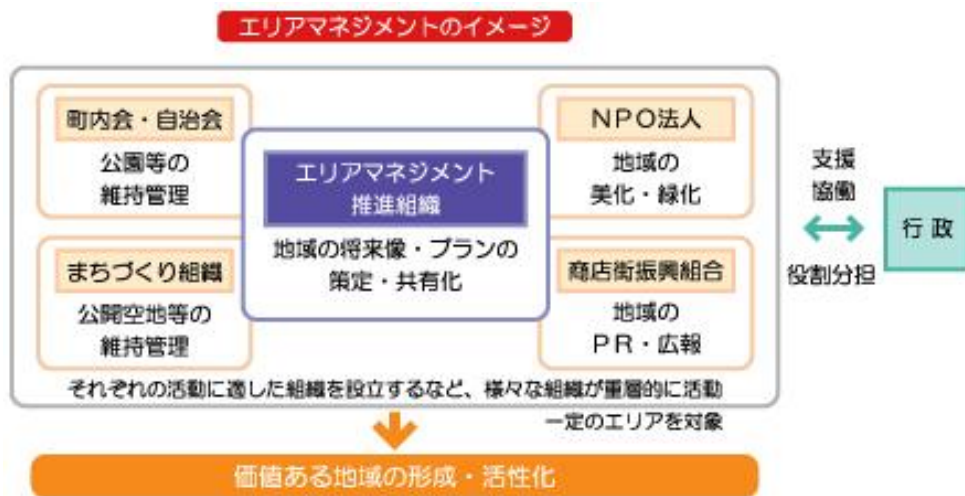 エリアマネジメントのイメージ
町内会・自治会
公園等の
維持管理
エリアマネジメント
推進組織
地域の将来像・プランの
策定・共有化
NPO法人
地域の
美化・緑化
まちづくり組織
公開空地等の
維持管理
商店街振興組合
地域の
PR・広報
それぞれの活動に適した組織を設立するなど、様々な組織が重層的に活動
一定のエリアを対象
支援
協働
役割分担
行政
価値ある地域の形成・活性化